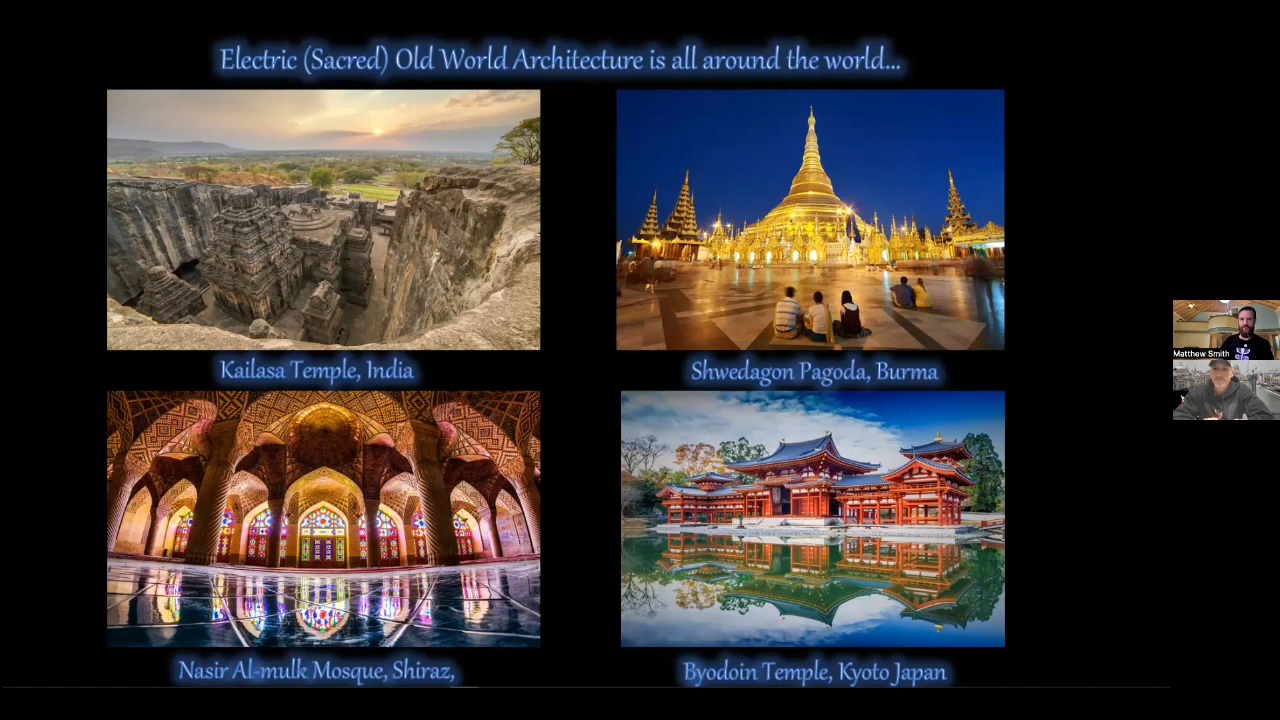 Electric (Sacred) Old World Architecture is all around the world...
Kailasa Temple, India
Shwedagon Pagoda, Burma
Matthew Smith
Nasir Al-mulk Mosque, Shiraz,
Byodoin Temple, Kyoto Japan